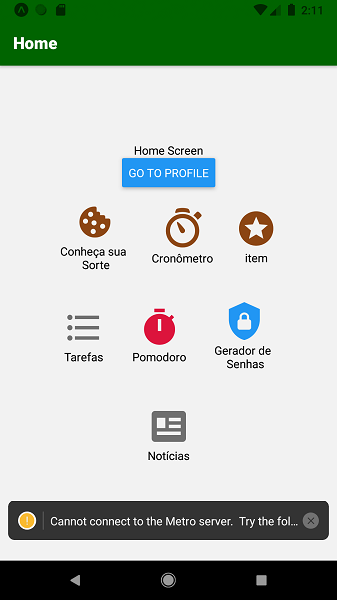 2:11
Home
Home Screen
GO TO PROFILE
Conheça sua
Sorte
Cronômetro
item
Tarefas
Pomodoro
Gerador de
Senhas
Notícias
Cannot connect to the Metro server. Try the fol...